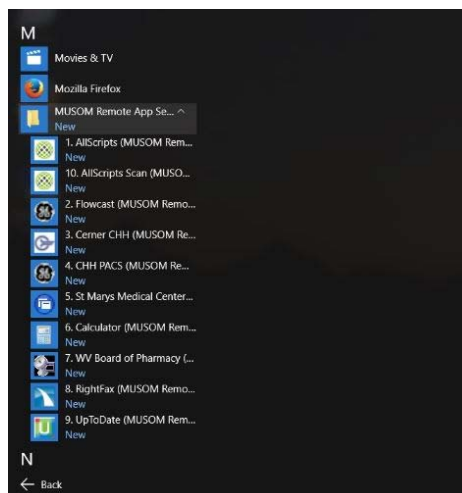 M
Movies & TV
Mozilla Firefox
MUSOM Remote App Se...
New
1. AllScripts (MUSOM Rem...
New
10. AllScripts Scan (MUSO...
New
2. Flowcast (MUSOM Remo...
New
3. Cerner CHH (MUSOM Re...
New
4. CHH PACS (MUSOM Re...
New
5. St Marys Medical Center...
New
6. Calculator (MUSOM Rem...
New
7. WV Board of Pharmacy (...
New
8. RightFax (MUSOM Remo...
New
9. UpToDate (MUSOM Rem...
New
N
Back